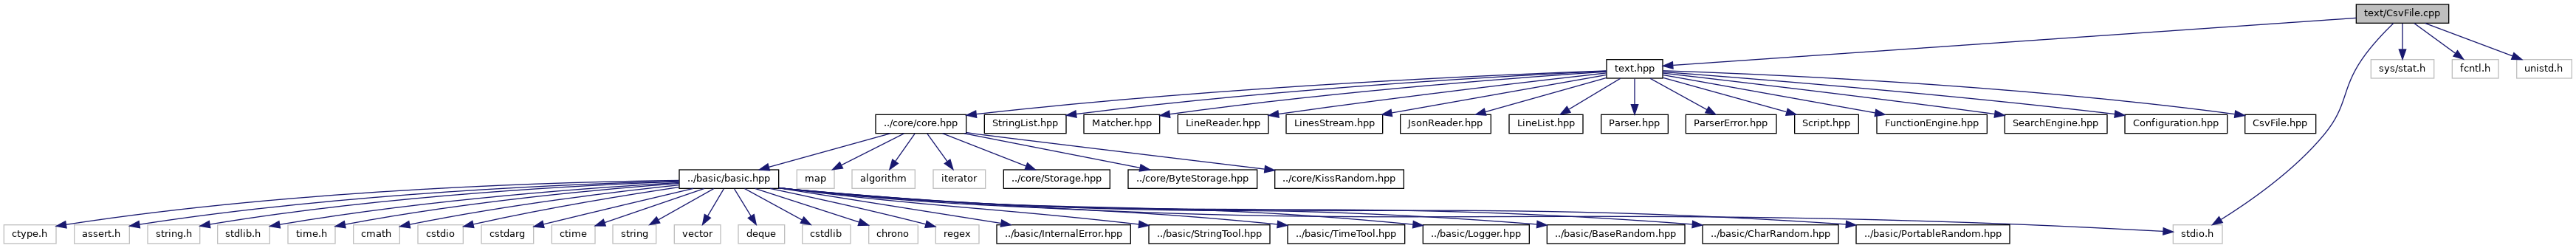 text/CsvFile.cpp
text.hpp
sys/stat.h
fcntl.h
unistd.h
../core/core.hpp
StringList.hpp
Matcher.hpp
LineReader.hpp
LinesStream.hpp
JsonReader.hpp
LineList.hpp
Parser.hpp
ParserError.hpp
Script.hpp
FunctionEngine.hpp
SearchEngine.hpp
Configuration.hpp
CsvFile.hpp
../basic/basic.hpp
map
algorithm
iterator
../core/Storage.hpp
../core/ByteStorage.hpp
../core/KissRandom.hpp
ctype.h
assert.h
string.h
stdlib.h
time.h
cmath
cstdio
cstdarg
ctime
string
vector
deque
cstdlib
chrono
regex
../basic/InternalError.hpp
../basic/StringTool.hpp
../basic/TimeTool.hpp
../basic/Logger.hpp
../basic/BaseRandom.hpp
../basic/CharRandom.hpp
../basic/PortableRandom.hpp
stdio.h